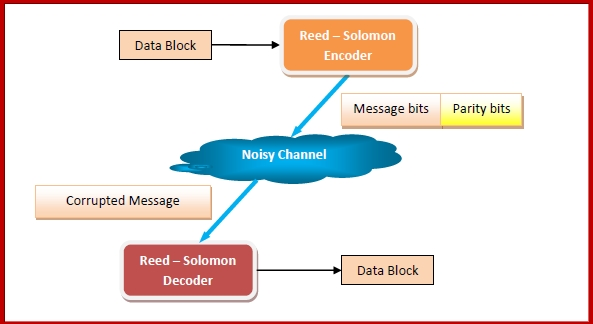 Data Block
Reed – Solomon
Encoder
Message bits
Parity bits
Noisy Channel
Corrupted Message
Reed – Solomon
Decoder
Data Block